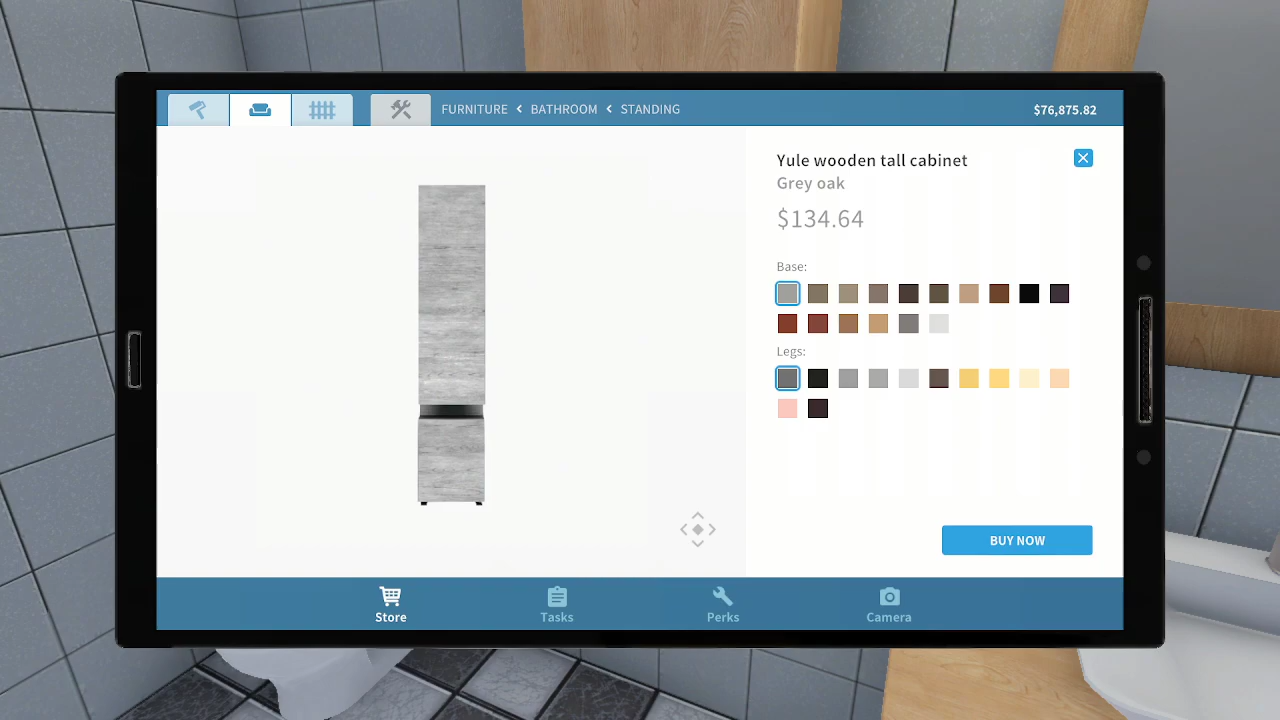 FURNITURE < BATHROOM < STANDING
$76,875.82
Yule wooden tall cabinet
Grey oak
$134.64
Base:
Legs:
BUY NOW
Store
Tasks
Perks
Camera